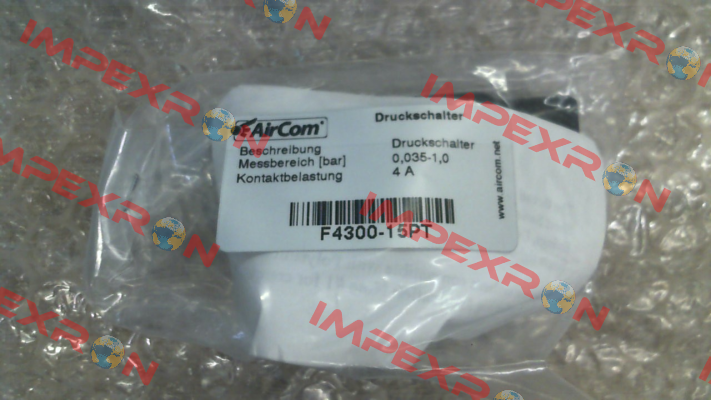 AirCom
Druckschalter
Beschreibung Druckschalter
Messbereich [bar] 0,035-1,0
Kontaktbelastung 4 A
www.aircom.net
F4300-15PT
IMPEXRON
IMPEXRON
IMPEXRON
IMPEXRON
IMPEXRON
IMPEXRON
IMPEXRON